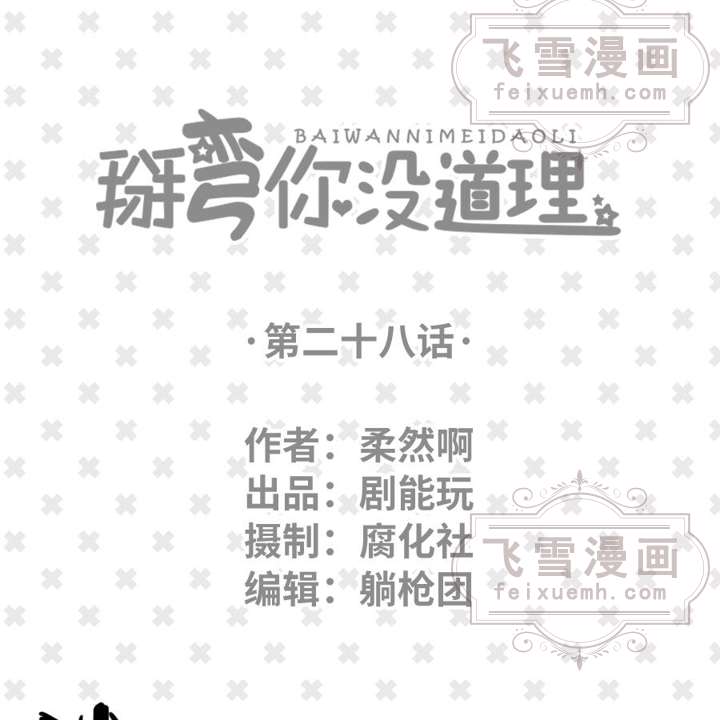 飞雪漫画
feixuemh.com
BAIWANNIMEIDAOLI
掰弯你没道理
·第二十八话·
作者：柔然啊
出品：剧能玩
摄制：腐化社
编辑：躺枪团
飞雪漫画
feixuemh.com